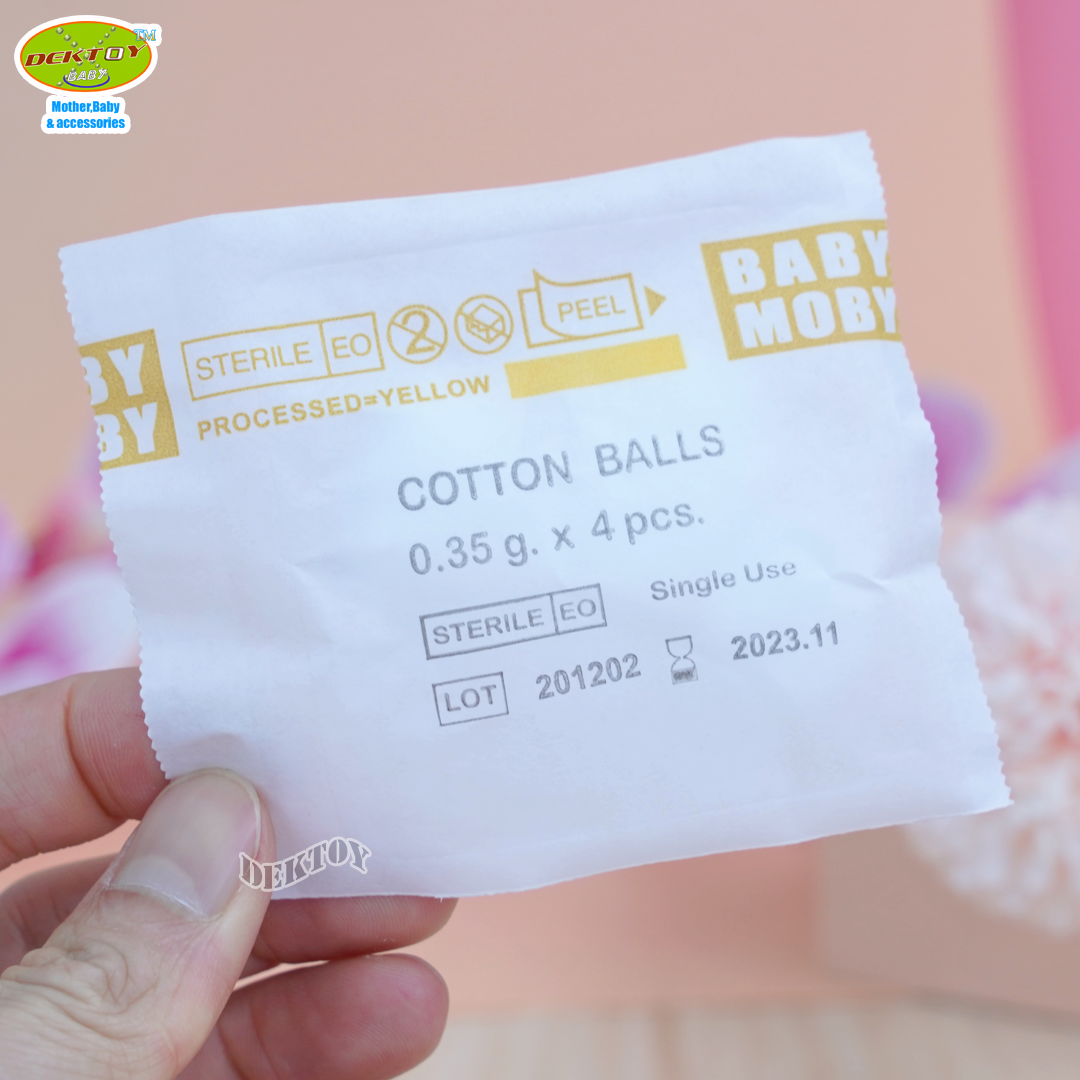 DEKTOY TM
BABY
Mother,Baby
& accessories
BABY
MOBY
BY
BY
STERILE EO 2 PEEL
PROCESSED=YELLOW
COTTON BALLS
0.35 g. x 4 pcs.
STERILE EO Single Use
LOT 201202 2023.11
DEKTOY